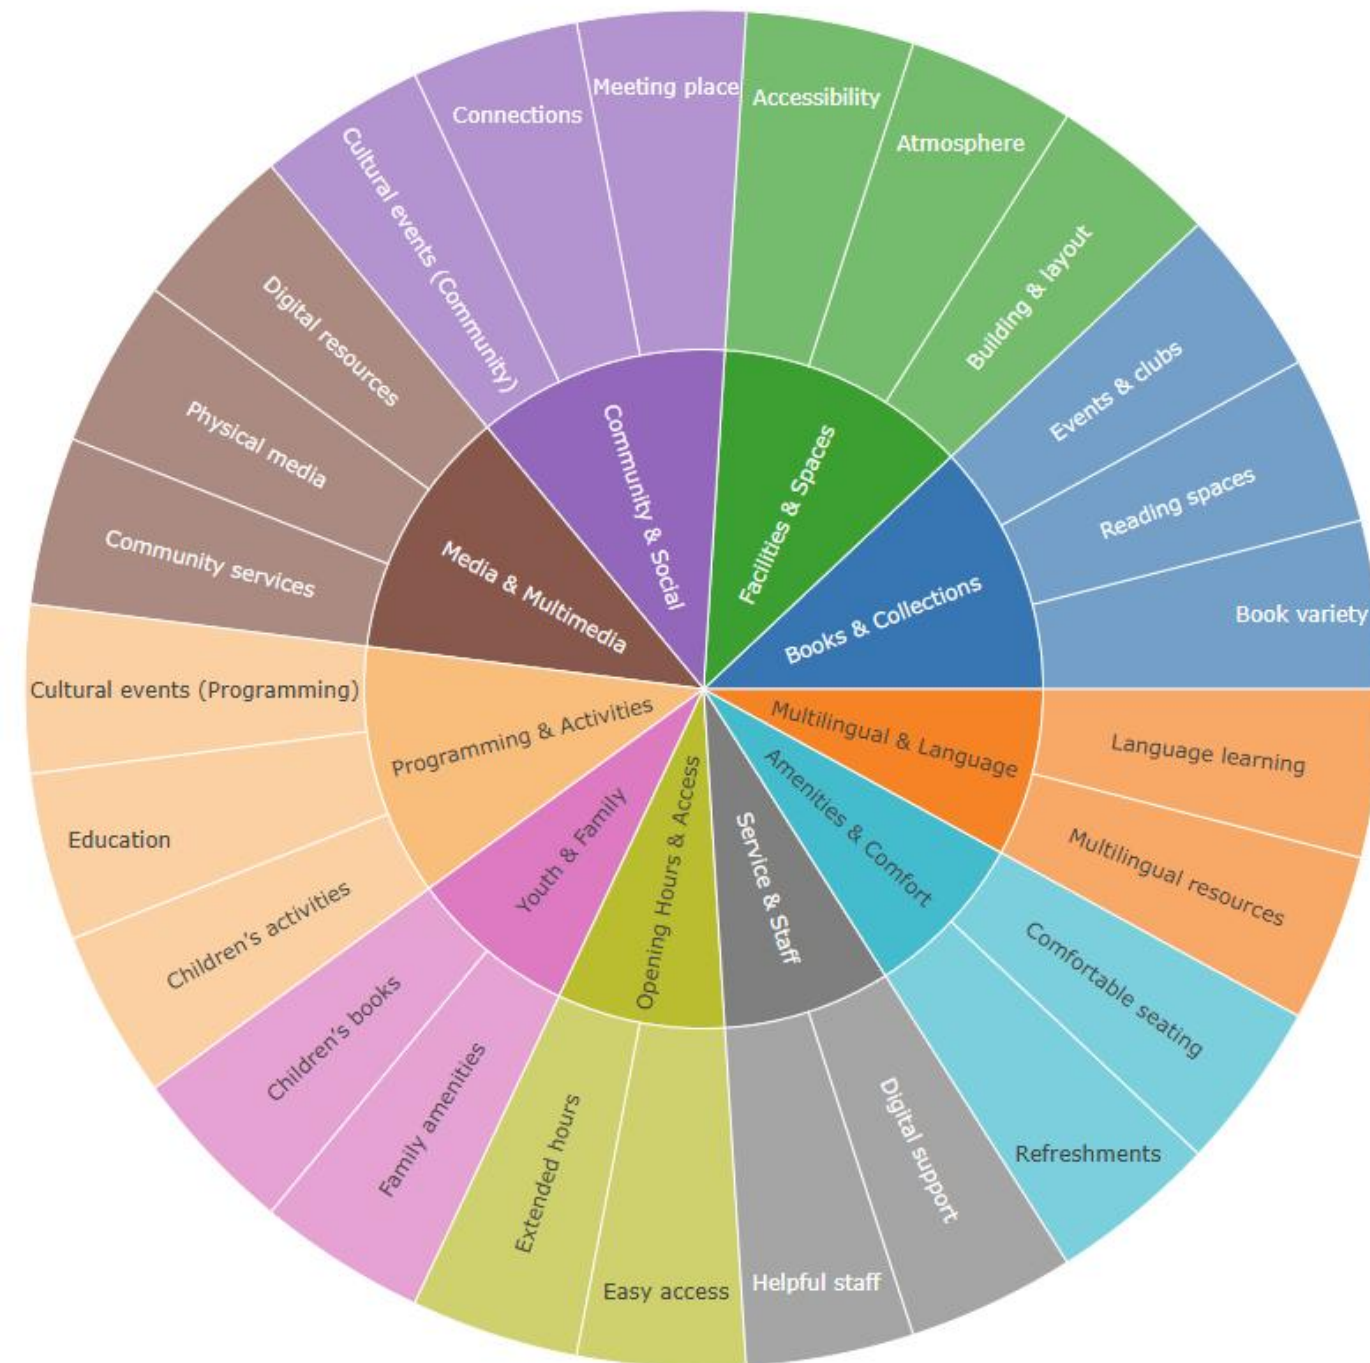 Meeting place
Accessibility
Connections
Atmosphere
Cultural events (Community)
Building & layout
Digital resources
Events & clubs
Physical media
Reading spaces
Community services
Book variety
Community & Social
Facilities & Spaces
Media & Multimedia
Books & Collections
Cultural events (Programming)
Programming & Activities
Multilingual & Language
Language learning
Education
Youth & Family
Opening Hours & Access
Service & Staff
Amenities & Comfort
Multilingual resources
Children’s activities
Comfortable seating
Children’s books
Family amenities
Extended hours
Digital support
Refreshments
Easy access
Helpful staff